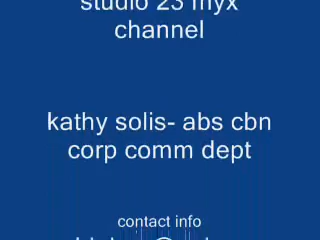 studio 23 myx
channel
kathy solis- abs cbn
corp comm dept
contact info